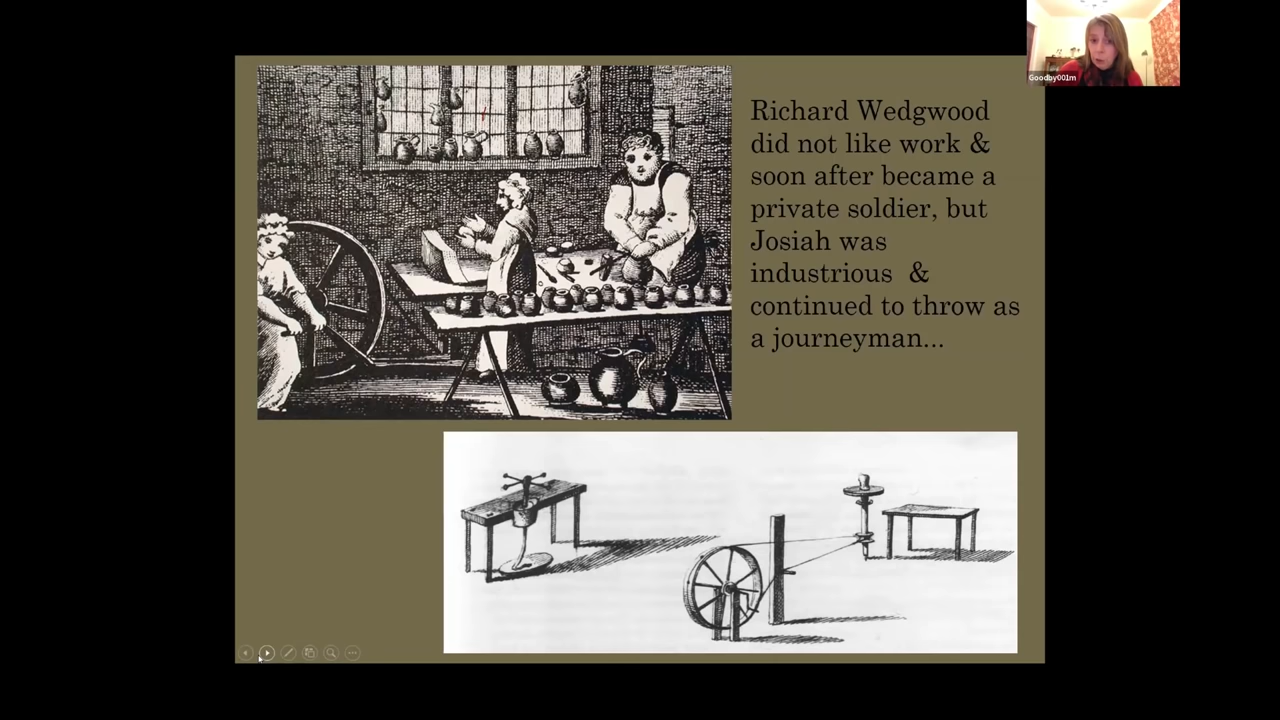 Goodby001m
Richard Wedgwood
did not like work &
soon after became a
private soldier, but
Josiah was
industrious &
continued to throw as
a journeyman...